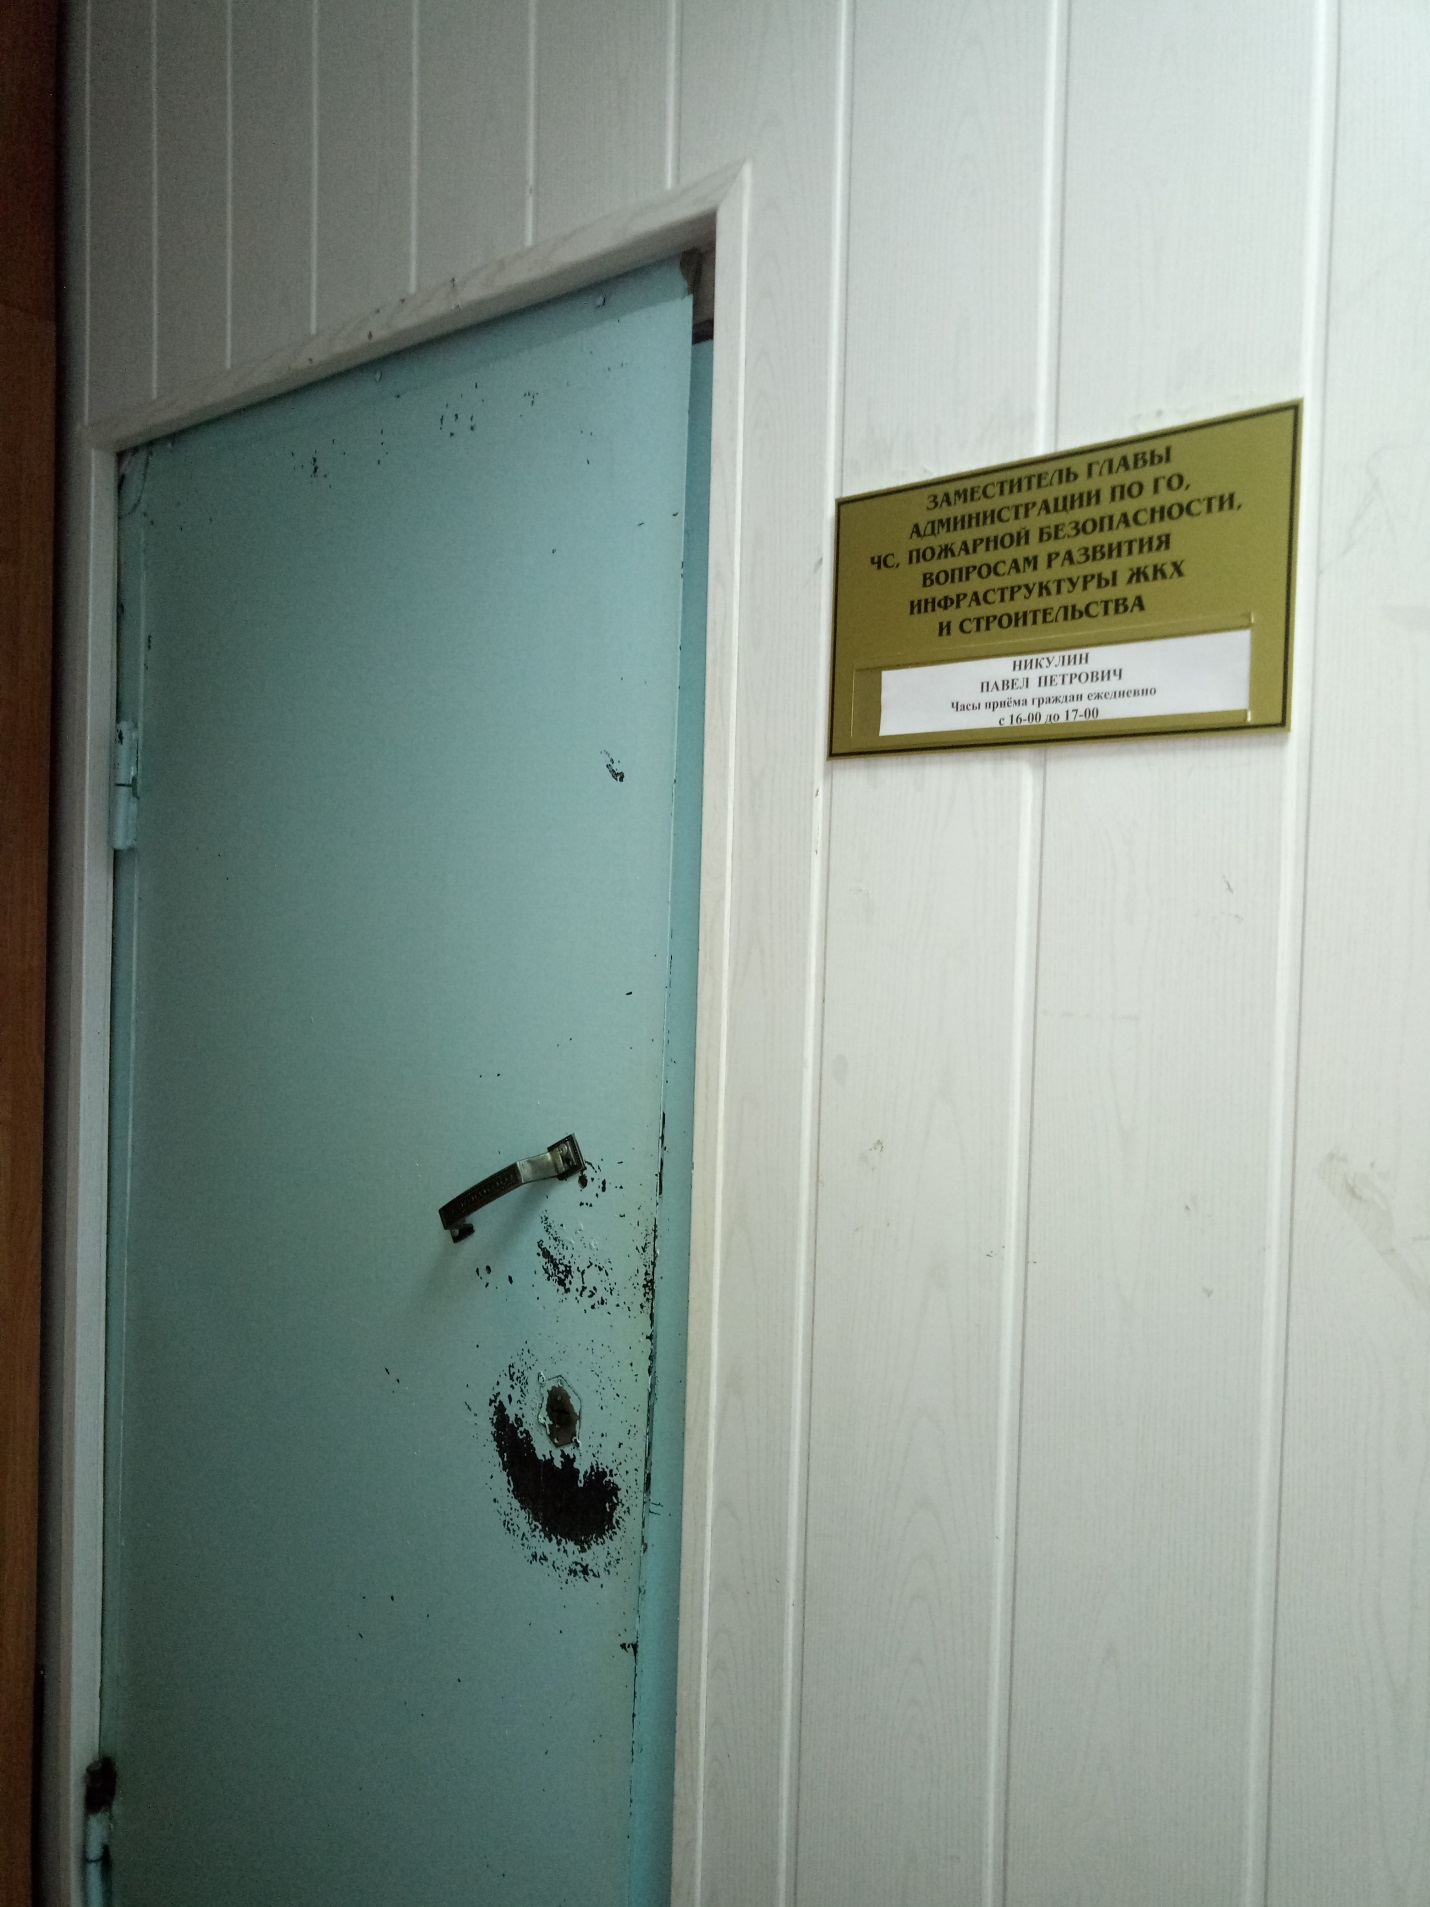 ЗАМЕСТИТЕЛЬ ГЛАВЫ
АДМИНИСТРАЦИИ ПО ГО,
ЧС, ПОЖАРНОЙ БЕЗОПАСНОСТИ,
ВОПРОСАМ РАЗВИТИЯ
ИНФРАСТРУКТУРЫ ЖКХ
И СТРОИТЕЛЬСТВА
НИКУЛИН
ПАВЕЛ ПЕТРОВИЧ
Часы приёма граждан ежедневно
с 16-00 до 17-00